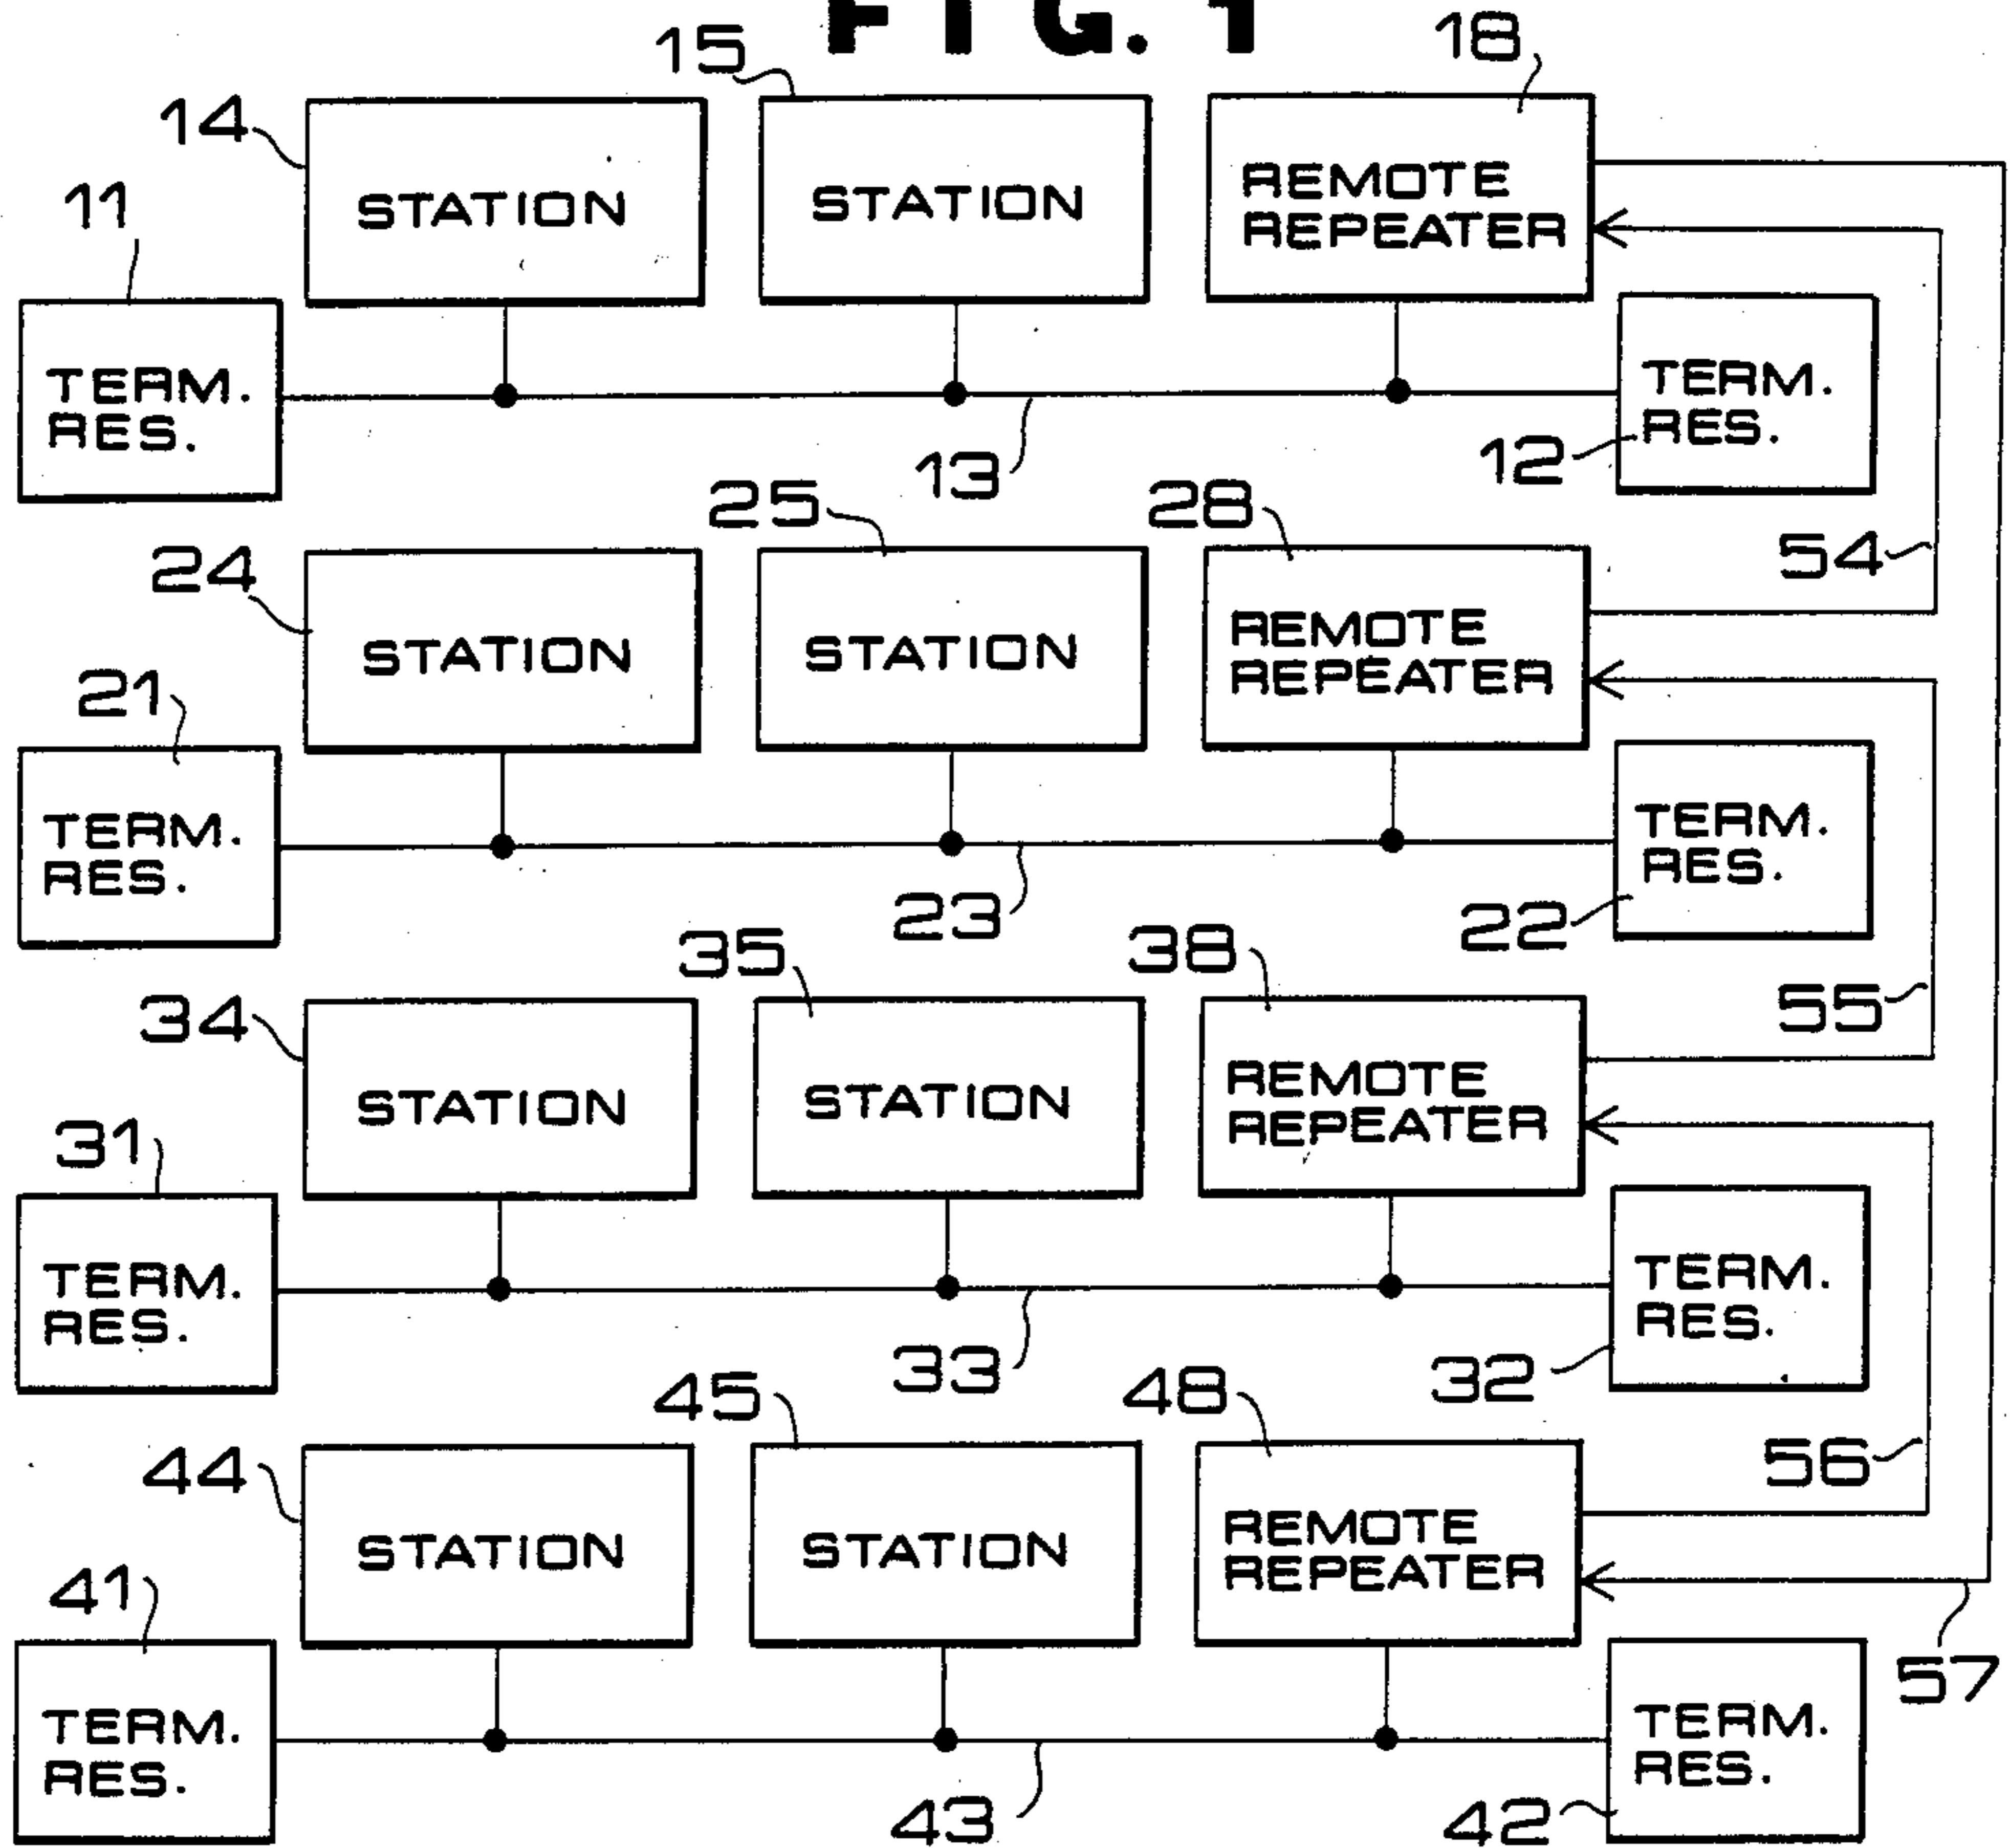 FIG. 1
15
18
14
STATION
STATION
REMOTE
REPEATER
11
TERM.
RES.
TERM.
RES.
12
13
25
28
54
24
STATION
STATION
REMOTE
REPEATER
21
TERM.
RES.
TERM.
RES.
23
22
35
38
55
34
STATION
STATION
REMOTE
REPEATER
31
TERM.
RES.
TERM.
RES.
33
32
45
48
56
44
STATION
STATION
REMOTE
REPEATER
41
57
TERM.
RES.
TERM.
RES.
43
42